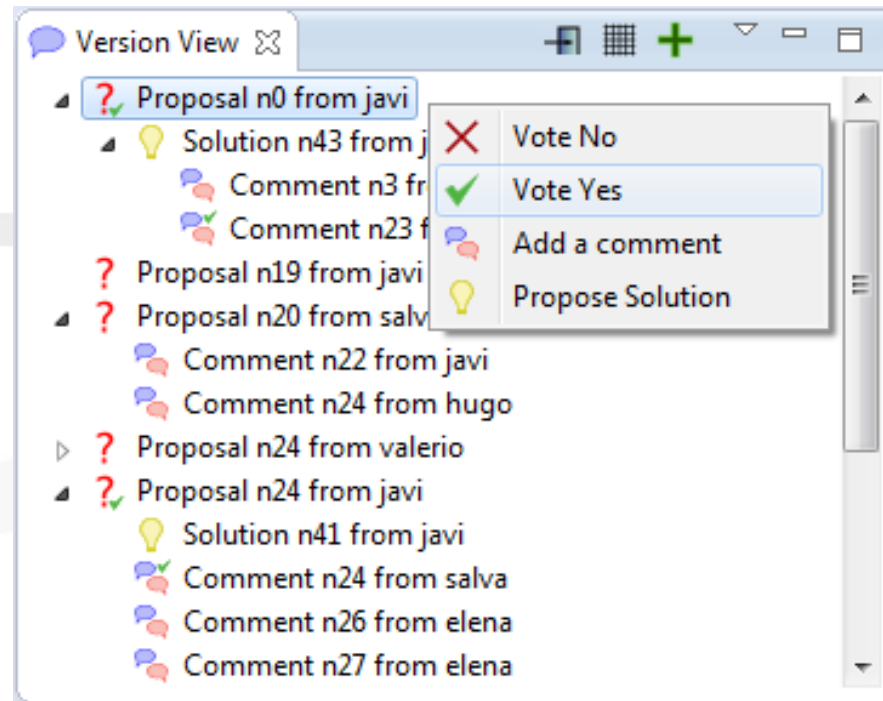 Version View
Proposal n0 from javi
Solution n43 from
Comment n3
Comment n23
Proposal n19 from javi
Proposal n20 from
Comment n22 from javi
Comment n24 from hugo
Proposal n24 from valerio
Proposal n24 from javi
Solution n41 from javi
Comment n24 from salva
Comment n26 from elena
Comment n27 from elena
Vote No
Vote Yes
Add a comment
Propose Solution